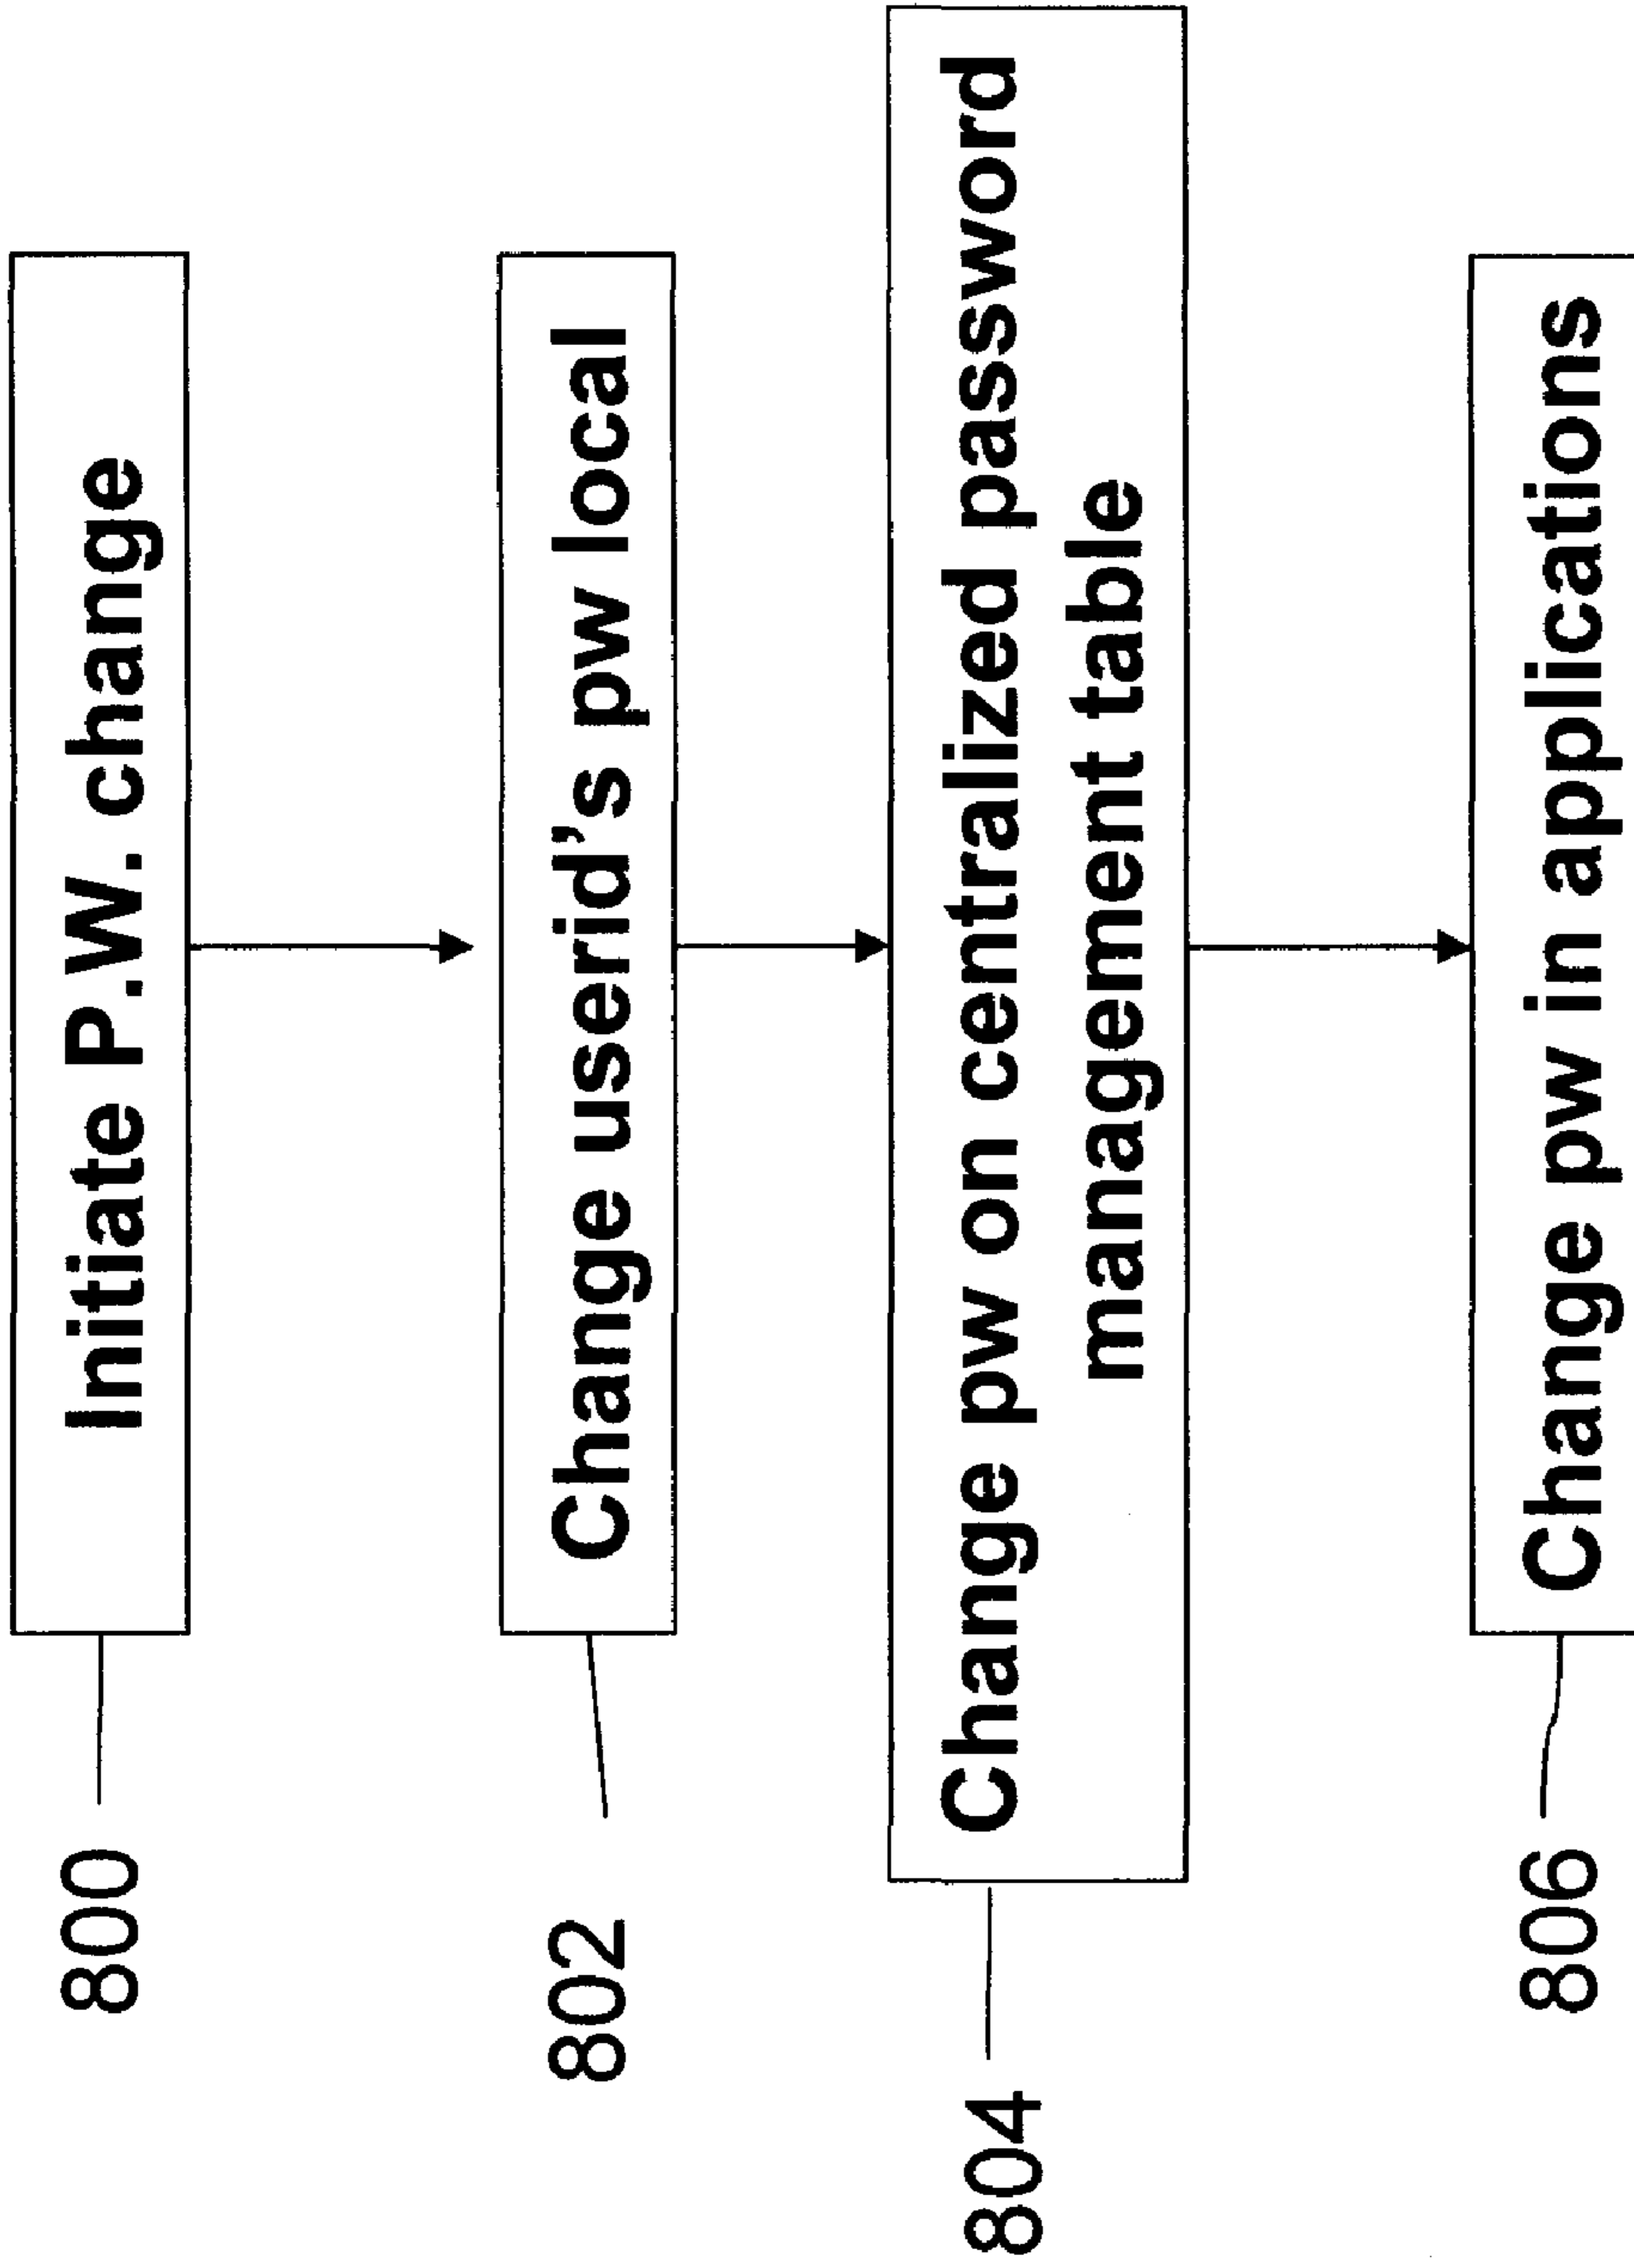 800
Initiate P.W. change
802
Change userid’s pw local
804
Change pw on centralized password
management table
806
Change pw in applications